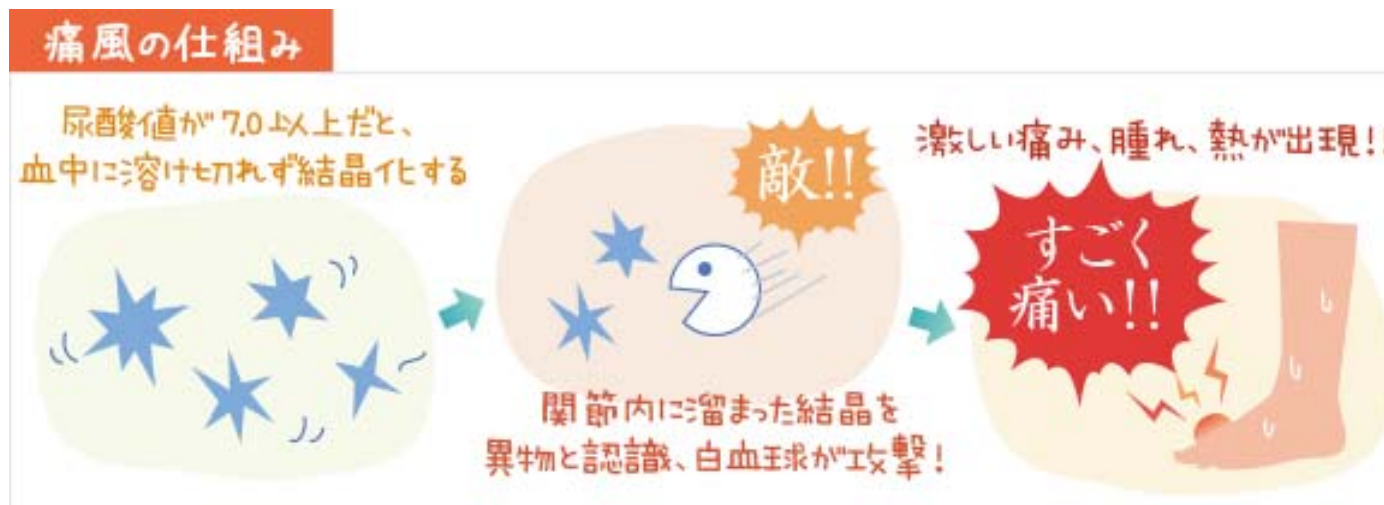 痛風の仕組み
尿酸値が7.0以上だと、
血中に溶け切れず結晶化する
敵!!
関節内に溜まった結晶を
異物と認識、白血球が攻撃!
激しい痛み、腫れ、熱が出現!!
すごく
痛い!!